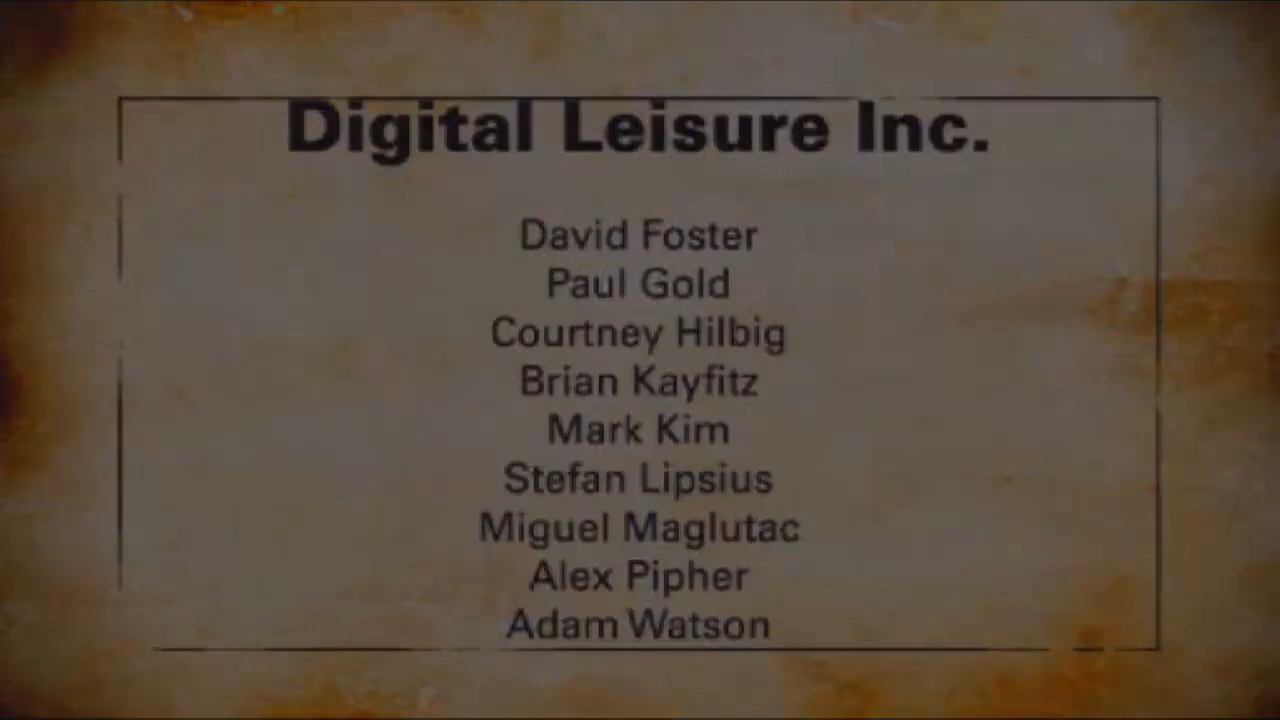 Digital Leisure Inc.
David Foster
Paul Gold
Courtney Hilbig
Brian Kayfitz
Mark Kim
Stefan Lipsius
Miguel Maglutac
Alex Pipher
Adam Watson